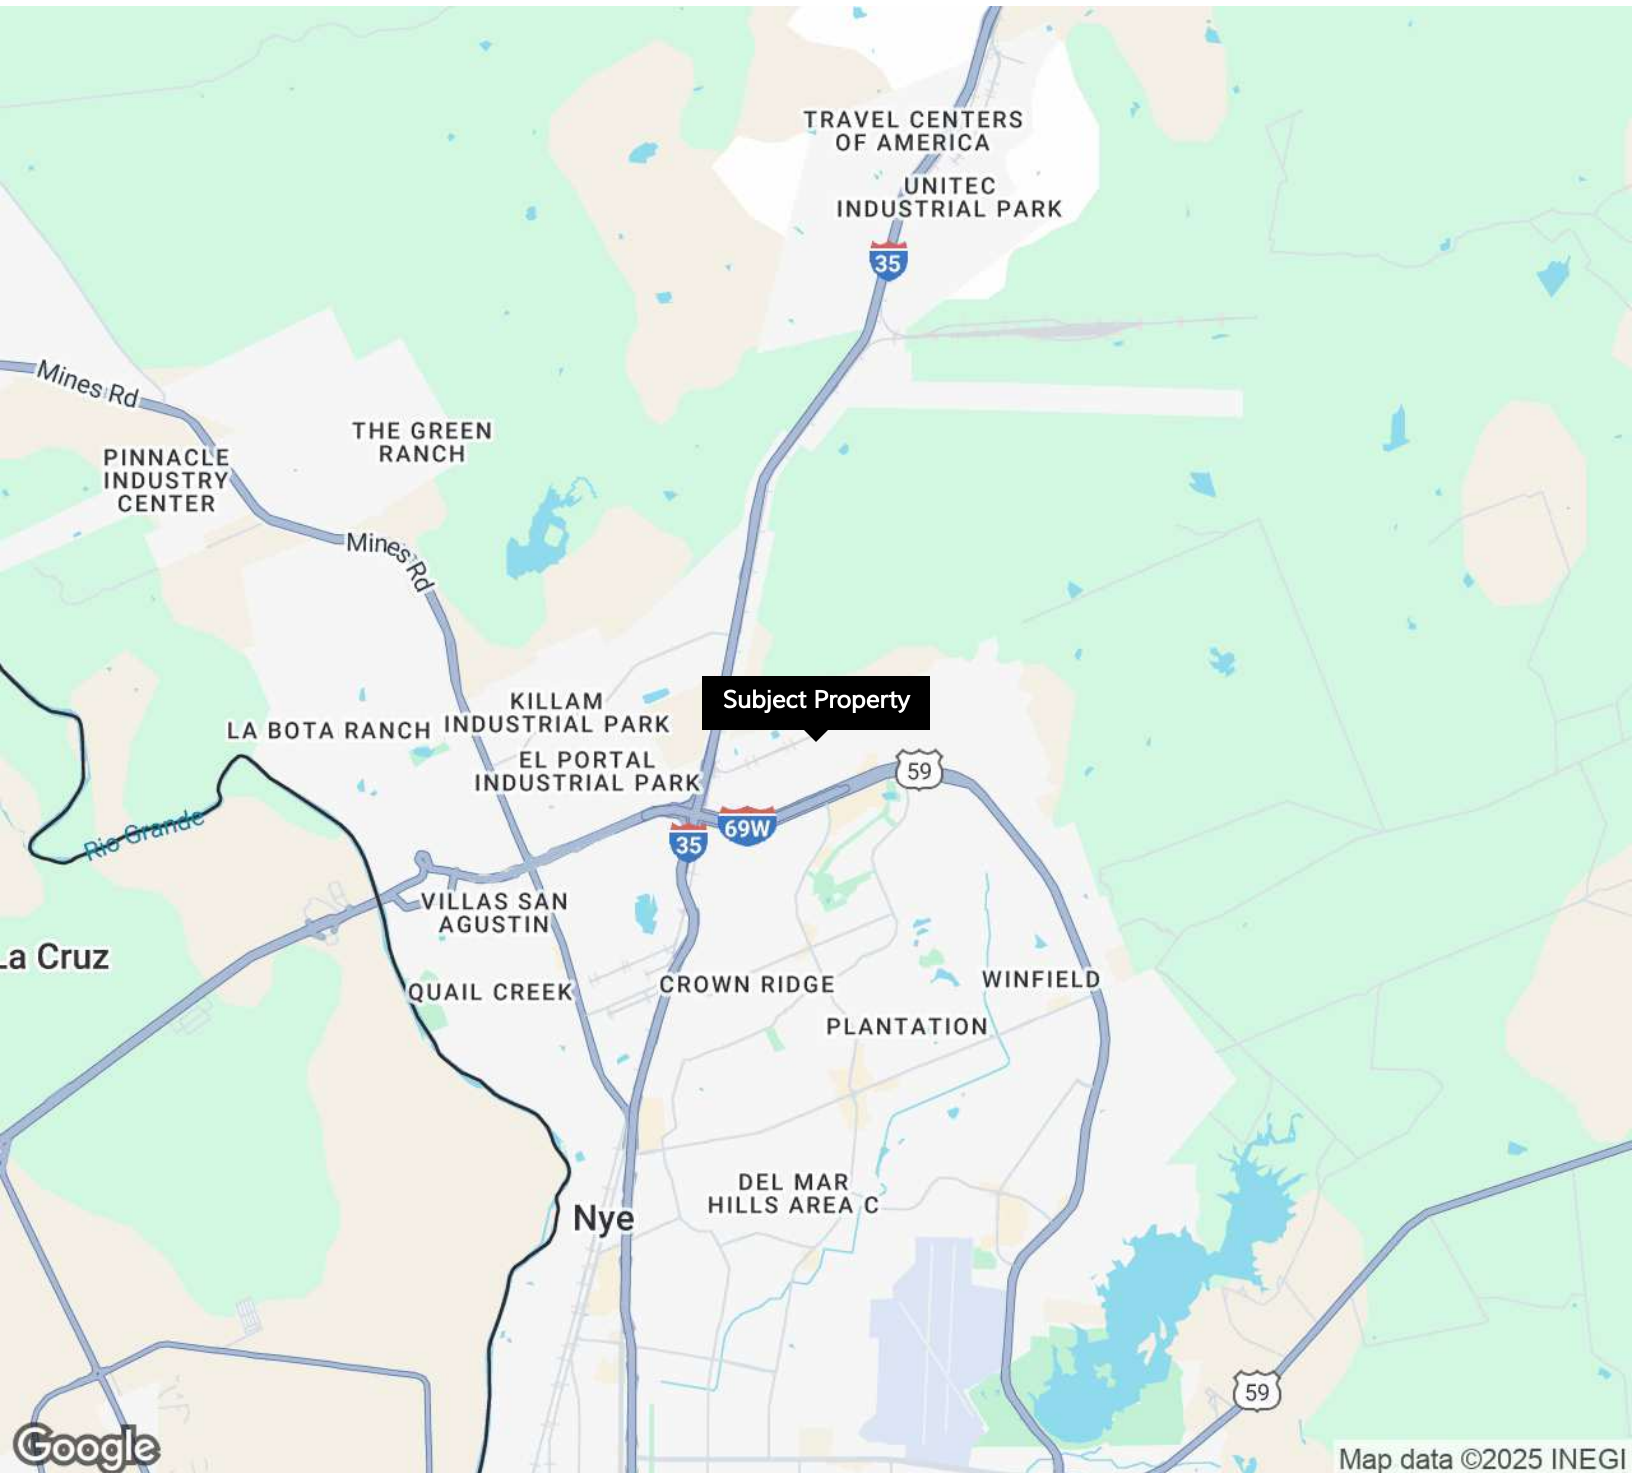 TRAVEL CENTERS
OF AMERICA
UNITEC
INDUSTRIAL PARK
35
Mines Rd
THE GREEN
RANCH
PINNACLE
INDUSTRY
CENTER
Mines Rd
Subject Property
KILLAM
INDUSTRIAL PARK
LA BOTA RANCH
EL PORTAL
INDUSTRIAL PARK
59
69W
35
Rio Grande
VILLAS SAN
AGUSTIN
La Cruz
QUAIL CREEK
CROWN RIDGE
WINFIELD
PLANTATION
DEL MAR
HILLS AREA C
Nye
59
Google
Map data ©2025 INEGI